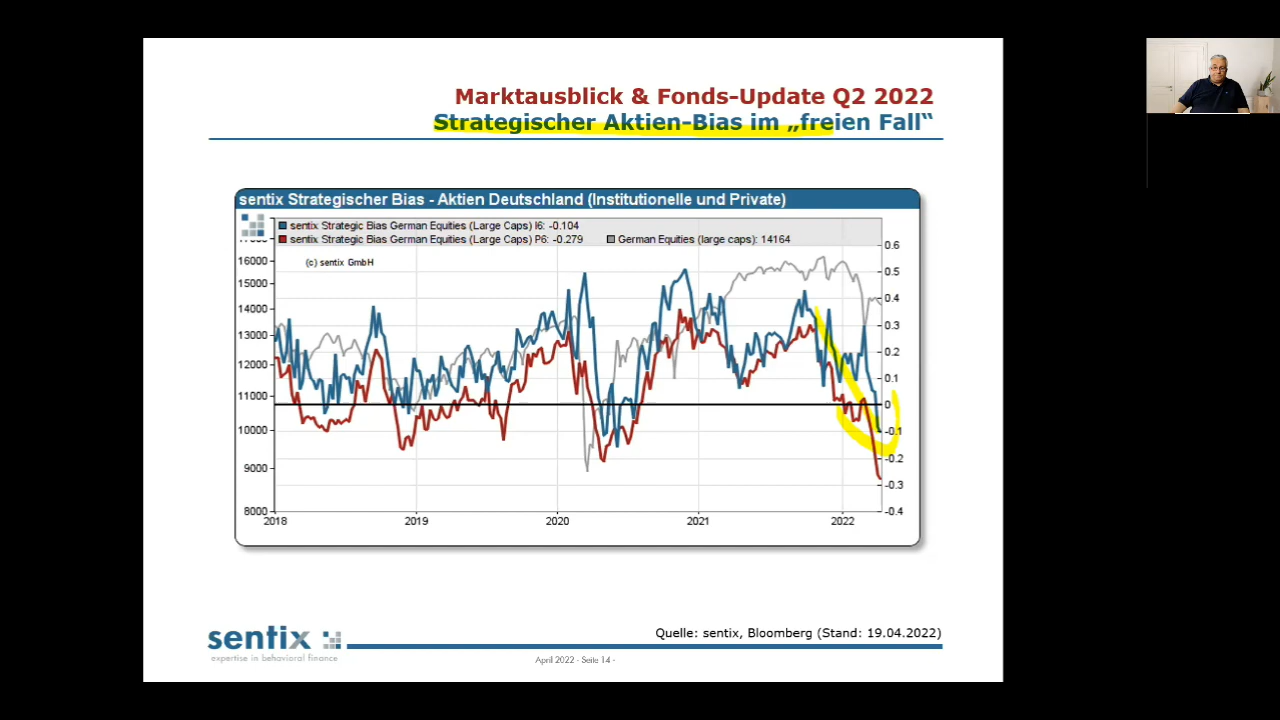 Marktausblick & Fonds-Update Q2 2022
Strategischer Aktien-Bias im „freien Fall“
sentix Strategischer Bias - Aktien Deutschland (Institutionelle und Private)
sentix Strategic Bias German Equities (Large Caps) I6: -0.104
sentix Strategic Bias German Equities (Large Caps) P6: -0.279
German Equities (large caps): 14164
(c) sentix GmbH
17000
16000
15000
14000
13000
12000
11000
10000
9000
8000
0.6
0.5
0.4
0.3
0.2
0.1
0
-0.1
-0.2
-0.3
-0.4
2018 2019 2020 2021 2022
sentix
expertise in behavioral finance
Quelle: sentix, Bloomberg (Stand: 19.04.2022)
April 2022 - Seite 14 -